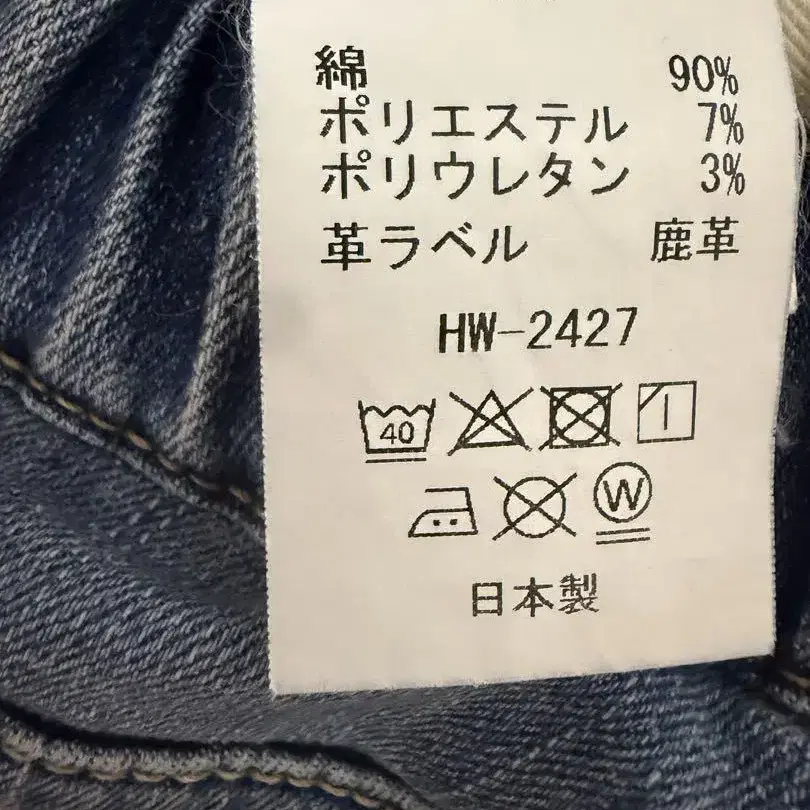 綿 90%
ポリエステル 7%
ポリウレタン 3%
革ラベル 鹿革
HW-2427
40
W
日本製